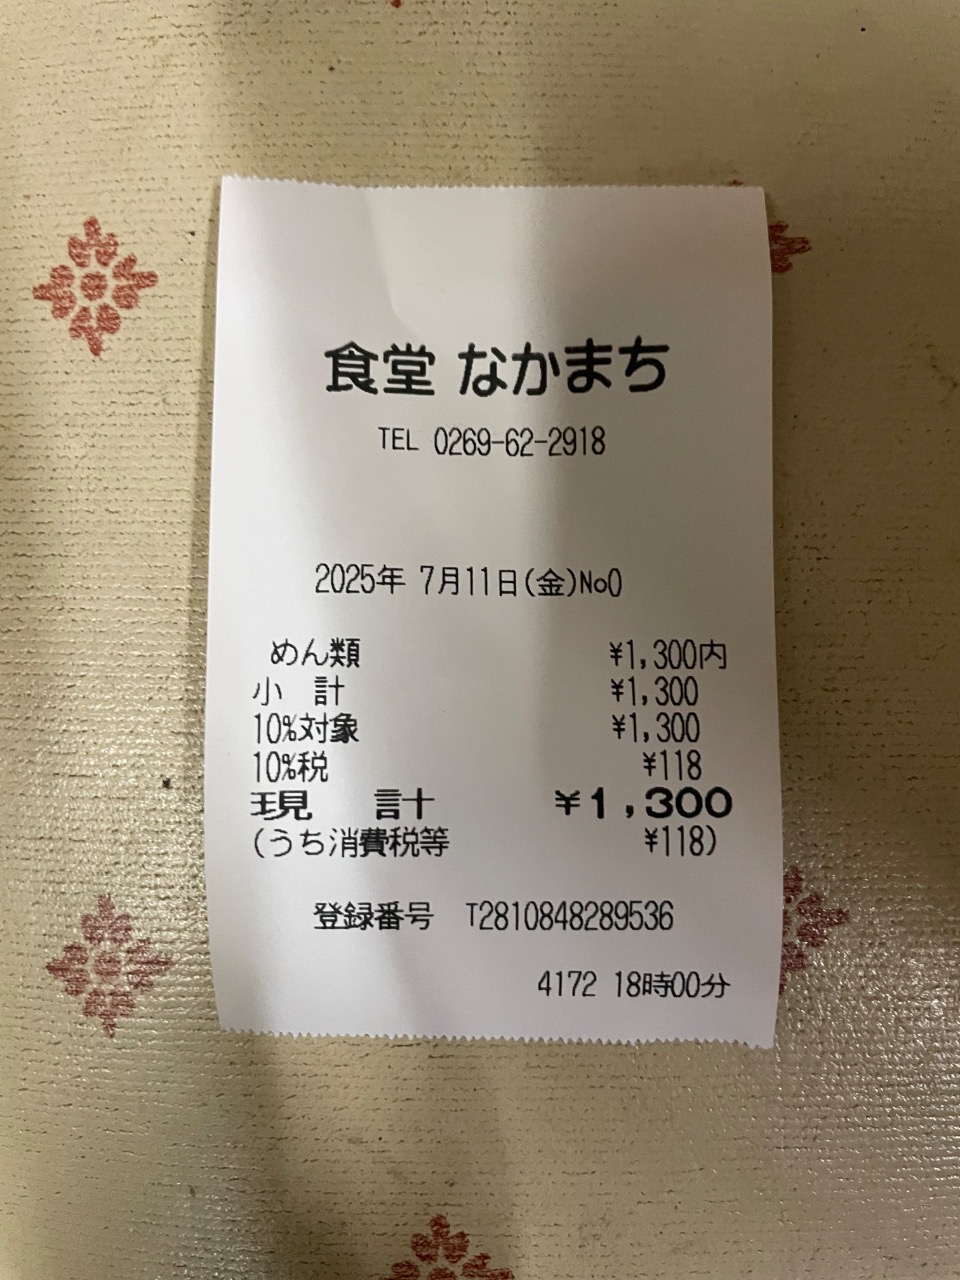 食堂 なかまち
TEL 0269-62-2918
2025年 7月11日(金)No0
めん類 ¥1,300内
小 計 ¥1,300
10%対象 ¥1,300
10%税 ¥118
現 計 ¥1,300
(うち消費税等 ¥118)
登録番号 T2810848289536
4172 18時00分